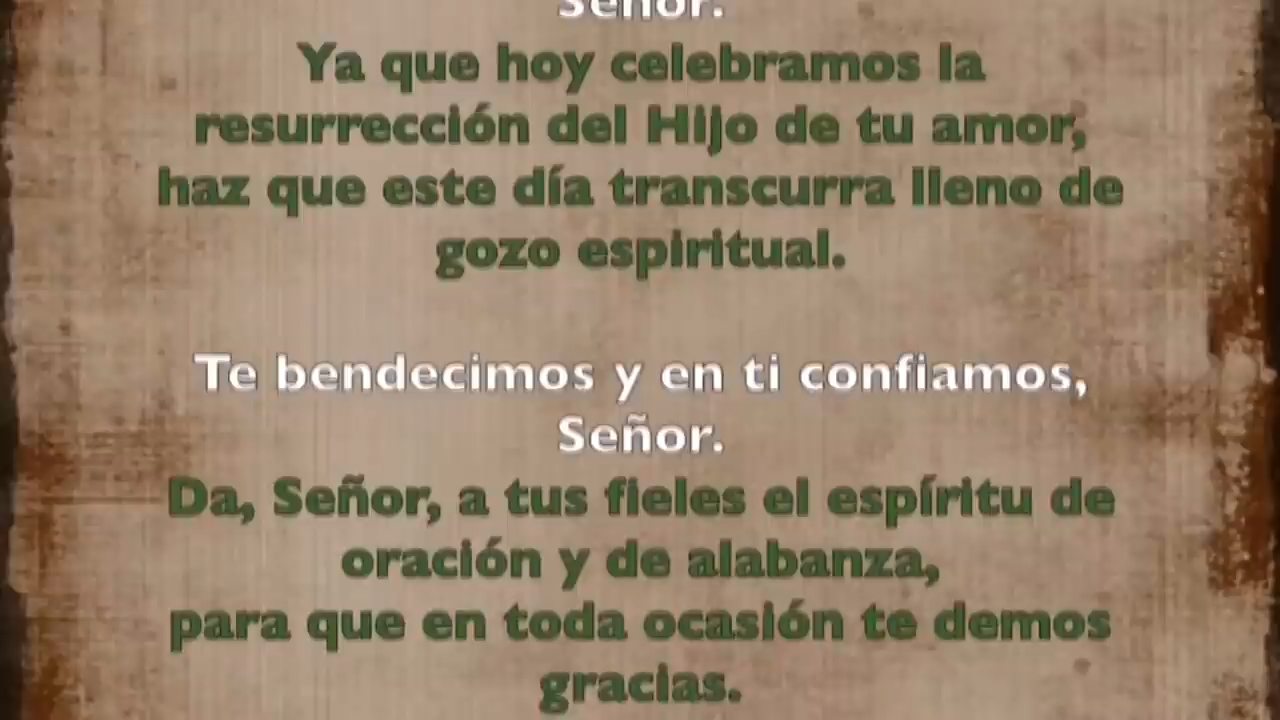 Señor.
Ya que hoy celebramos la
resurrección del Hijo de tu amor,
haz que este día transcurra lleno de
gozo espiritual.
Te bendecimos y en ti confiamos,
Señor.
Da, Señor, a tus fieles el espíritu de
oración y de alabanza,
para que en toda ocasión te demos
gracias.